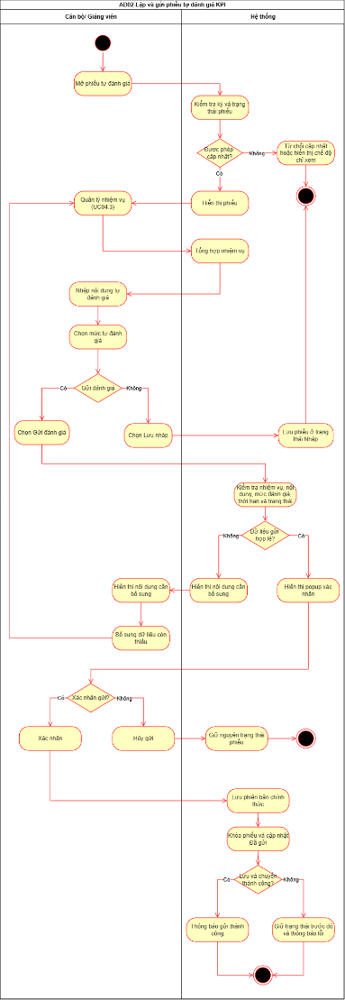 AD02 Lập và gửi phiếu tự đánh giá KPI
Cán bộ/ Giảng viên
Hệ thống
Mở phiếu tự đánh giá
Kiểm tra kỳ và trạng
thái phiếu
Được phép
cập nhật?
Không
Từ chối cập nhật
hoặc hiển thị chế độ
chỉ xem
Có
Quản lý nhiệm vụ
(UC04.3)
Hiển thị phiếu
Tổng hợp nhiệm vụ
Nhập nội dung tự
đánh giá
Chọn mức tự đánh
giá
Gửi đánh giá
Có
Không
Chọn Gửi đánh giá
Chọn Lưu nháp
Lưu phiếu ở trạng
thái Nháp
Kiểm tra nhiệm vụ, nội
dung, mức đánh giá,
thời hạn và trạng thái
Dữ liệu gửi
hợp lệ?
Không
Có
Hiển thị nội dung cần
bổ sung
Hiển thị nội dung cần
bổ sung
Hiển thị popup xác
nhận
Bổ sung dữ liệu còn
thiếu
Xác nhận gửi?
Có
Không
Xác nhận
Hủy gửi
Giữ nguyên trạng thái
phiếu
Lưu phiên bản chính
thức
Khóa phiếu và cập nhật
Đã gửi
Lưu và chuyển
thành công?
Có
Không
Thông báo gửi thành
công
Giữ trạng thái trước đó
và thông báo lỗi